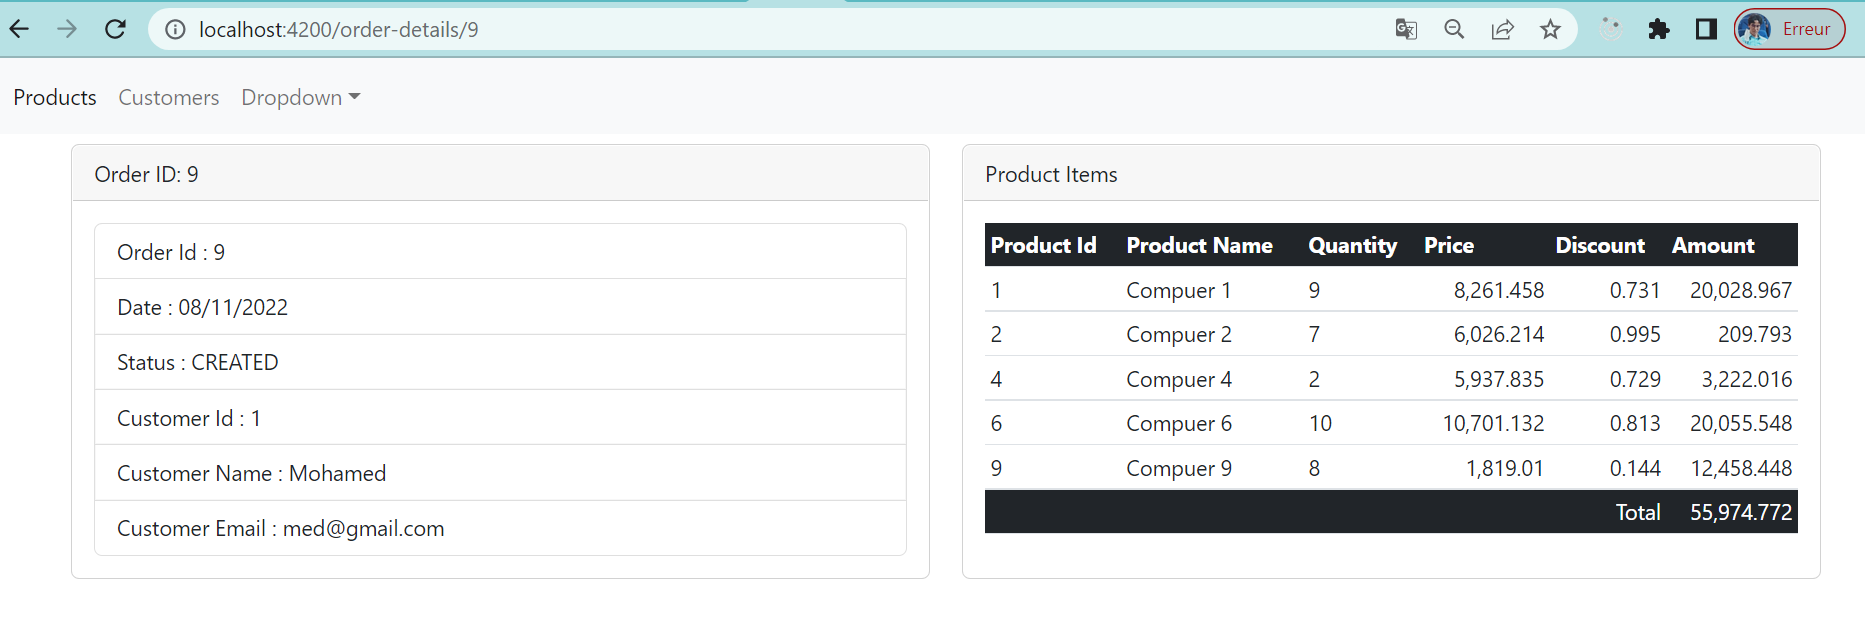 localhost:4200/order-details/9
Erreur
Products Customers Dropdown
Order ID: 9
Order Id : 9
Date : 08/11/2022
Status : CREATED
Customer Id : 1
Customer Name : Mohamed
Customer Email : med@gmail.com
Product Items
Product Id Product Name Quantity Price Discount Amount
1 Compuer 1 9 8,261.458 0.731 20,028.967
2 Compuer 2 7 6,026.214 0.995 209.793
4 Compuer 4 2 5,937.835 0.729 3,222.016
6 Compuer 6 10 10,701.132 0.813 20,055.548
9 Compuer 9 8 1,819.01 0.144 12,458.448
Total 55,974.772